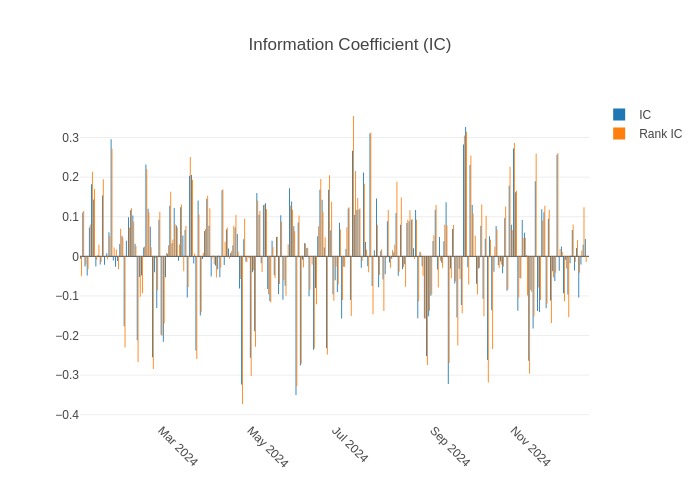 Information Coefficient (IC)
IC
Rank IC
0.3
0.2
0.1
0
−0.1
−0.2
−0.3
−0.4
Mar 2024
May 2024
Jul 2024
Sep 2024
Nov 2024